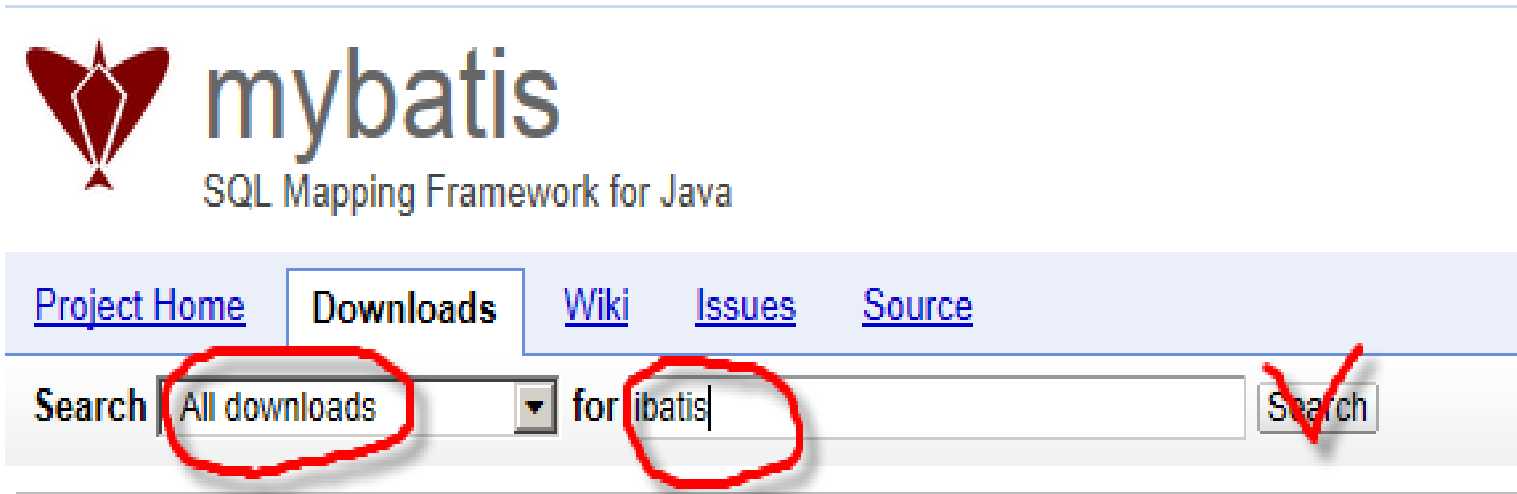 mybatis
SQL Mapping Framework for Java
Project Home Downloads Wiki Issues Source
Search All downloads for ibatis Search